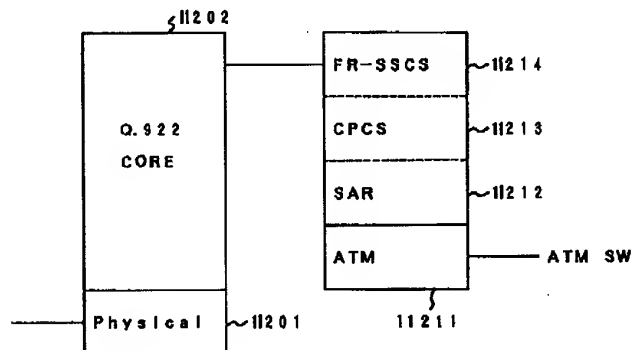 11202
FR-SSCS
11214
Q.922
CORE
CPCS
11213
SAR
11212
ATM
ATM SW
Physical
11201
11211